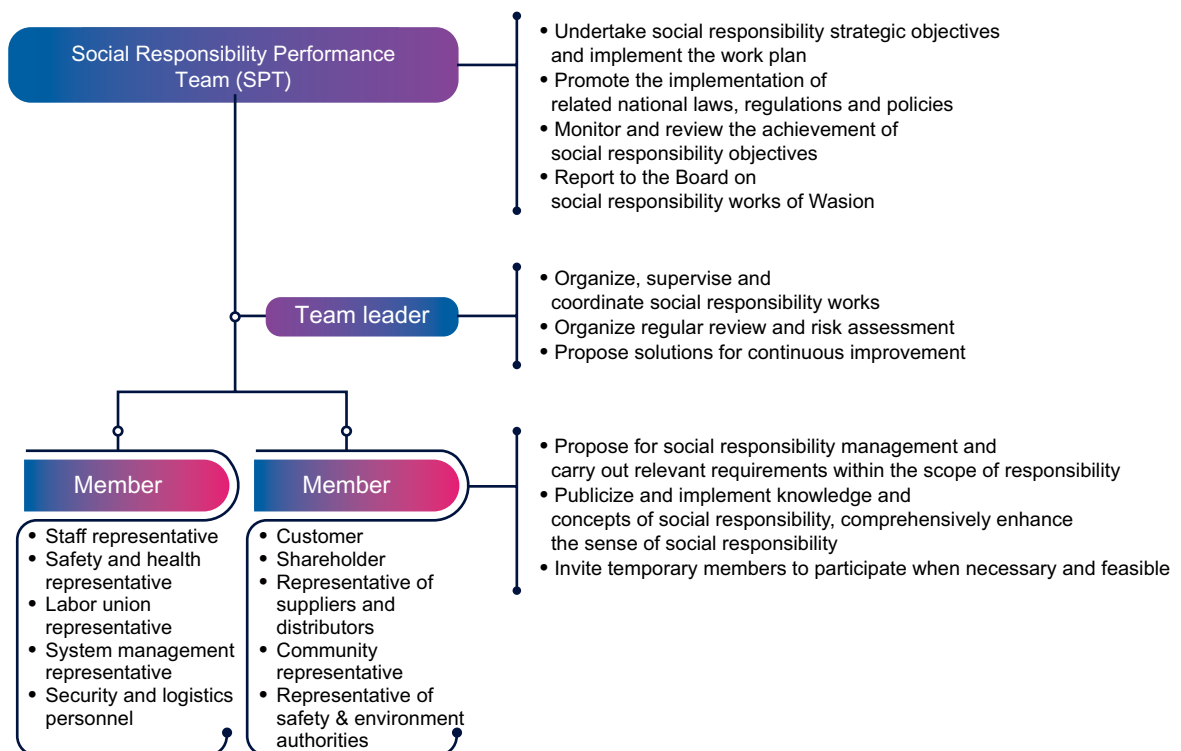 Social Responsibility Performance
Team (SPT)
• Undertake social responsibility strategic objectives
and implement the work plan
• Promote the implementation of
related national laws, regulations and policies
• Monitor and review the achievement of
social responsibility objectives
• Report to the Board on
social responsibility works of Wasion
Team leader
• Organize, supervise and
coordinate social responsibility works
• Organize regular review and risk assessment
• Propose solutions for continuous improvement
Member
• Staff representative
• Safety and health
representative
• Labor union
representative
• System management
representative
• Security and logistics
personnel
Member
• Customer
• Shareholder
• Representative of
suppliers and
distributors
• Community
representative
• Representative of
safety & environment
authorities
• Propose for social responsibility management and
carry out relevant requirements within the scope of responsibility
• Publicize and implement knowledge and
concepts of social responsibility, comprehensively enhance
the sense of social responsibility
• Invite temporary members to participate when necessary and feasible